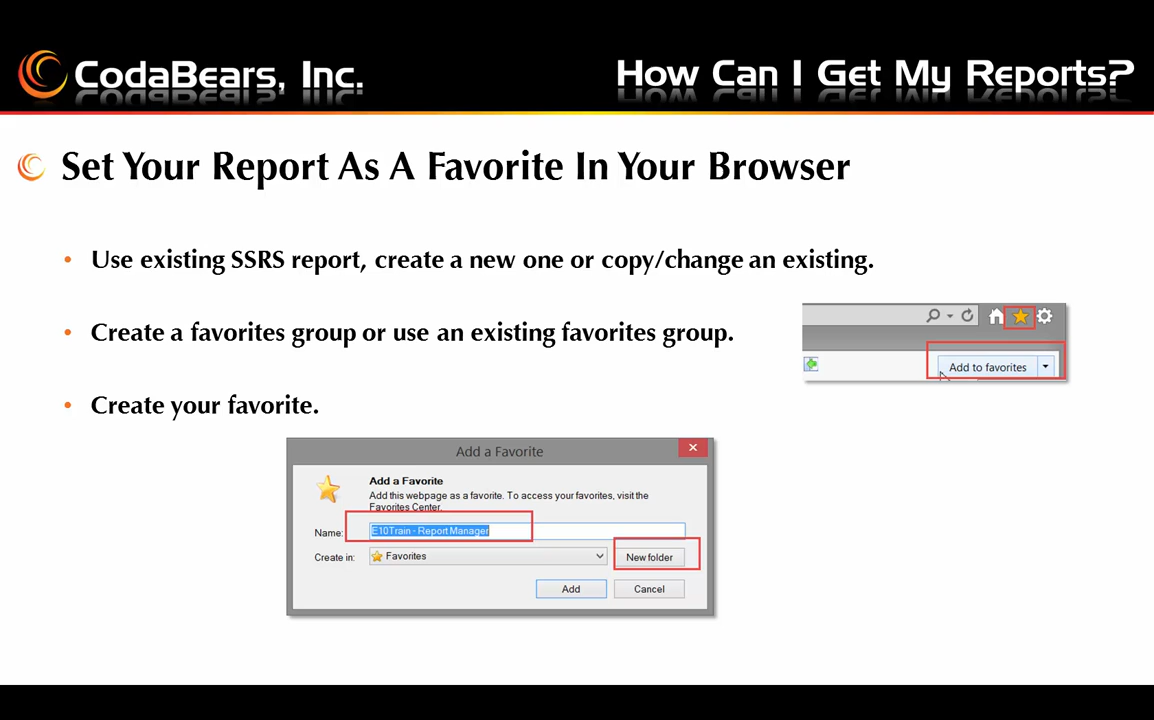 CodaBears, Inc.
How Can I Get My Reports?
Set Your Report As A Favorite In Your Browser
• Use existing SSRS report, create a new one or copy/change an existing.
• Create a favorites group or use an existing favorites group.
Add to favorites
• Create your favorite.
Add a Favorite
Add a Favorite
Add this webpage as a favorite. To access your favorites, visit the
Favorites Center.
Name: E10Train - Report Manager
Create in: Favorites New folder
Add Cancel